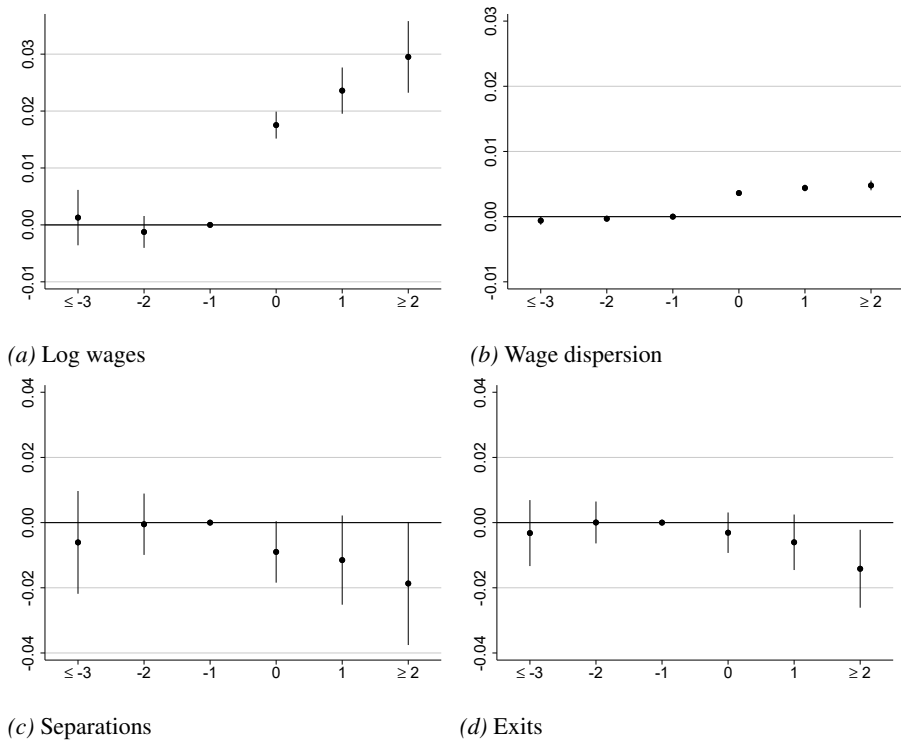 0.03
0.02
0.01
0.00
-0.01
≤ -3 -2 -1 0 1 ≥ 2
(a) Log wages
0.03
0.02
0.01
0.00
-0.01
≤ -3 -2 -1 0 1 ≥ 2
(b) Wage dispersion
0.04
0.02
0.00
-0.02
-0.04
≤ -3 -2 -1 0 1 ≥ 2
(c) Separations
0.04
0.02
0.00
-0.02
-0.04
≤ -3 -2 -1 0 1 ≥ 2
(d) Exits